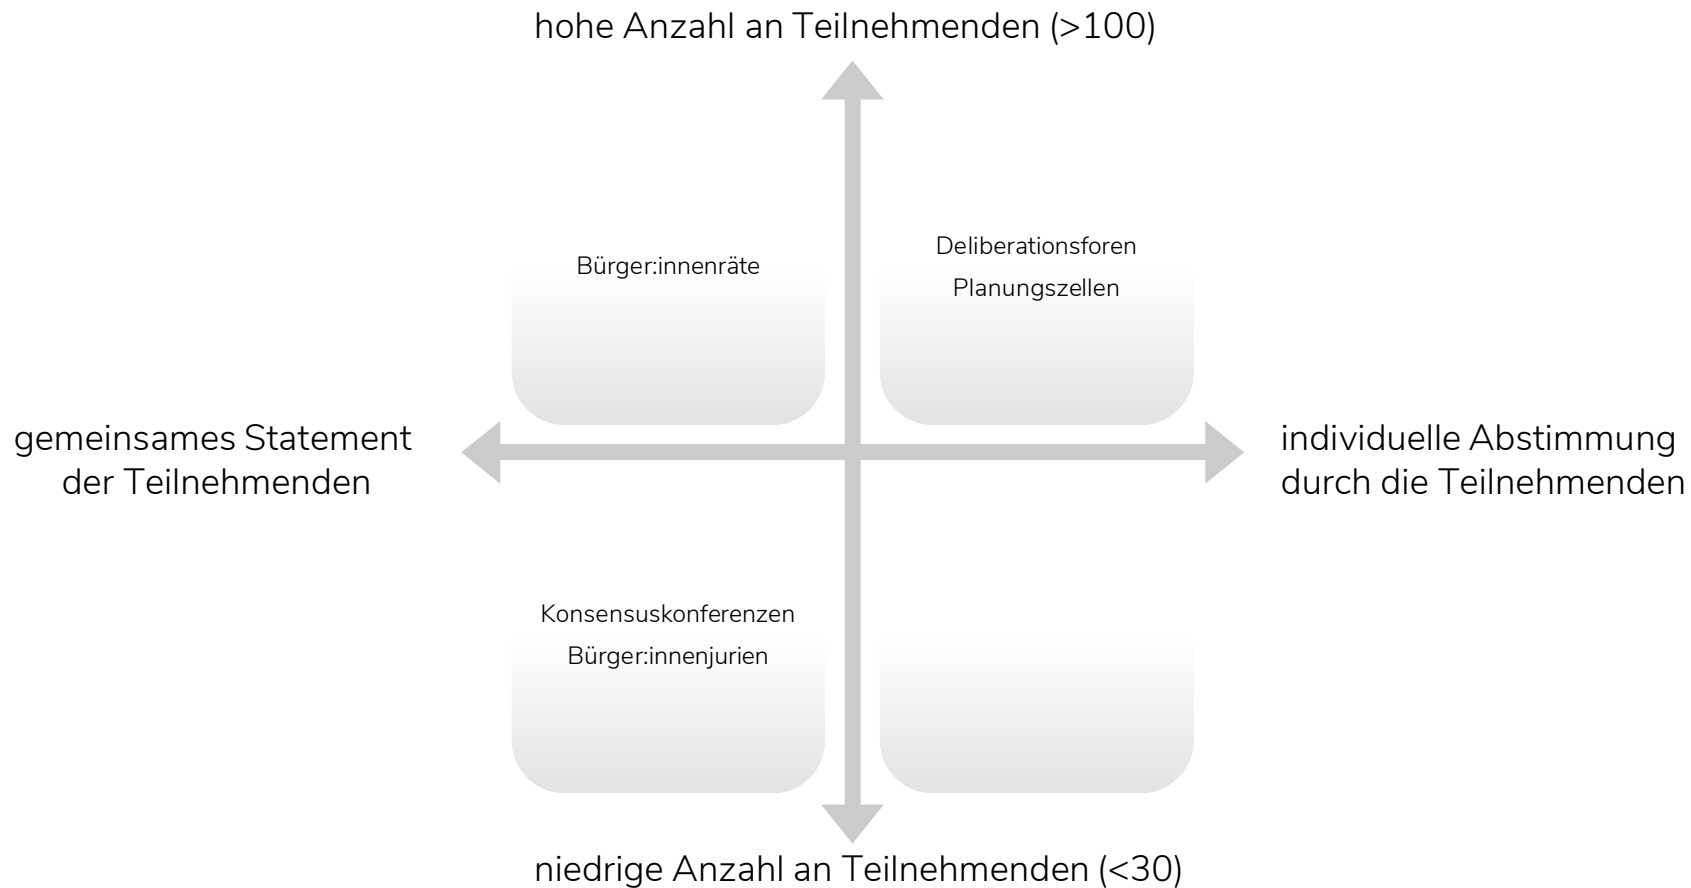 hohe Anzahl an Teilnehmenden (>100)
Bürger:innenräte
Deliberationsforen
Planungszellen
gemeinsames Statement
der Teilnehmenden
individuelle Abstimmung
durch die Teilnehmenden
Konsensuskonferenzen
Bürger:innenjurien
niedrige Anzahl an Teilnehmenden (<30)